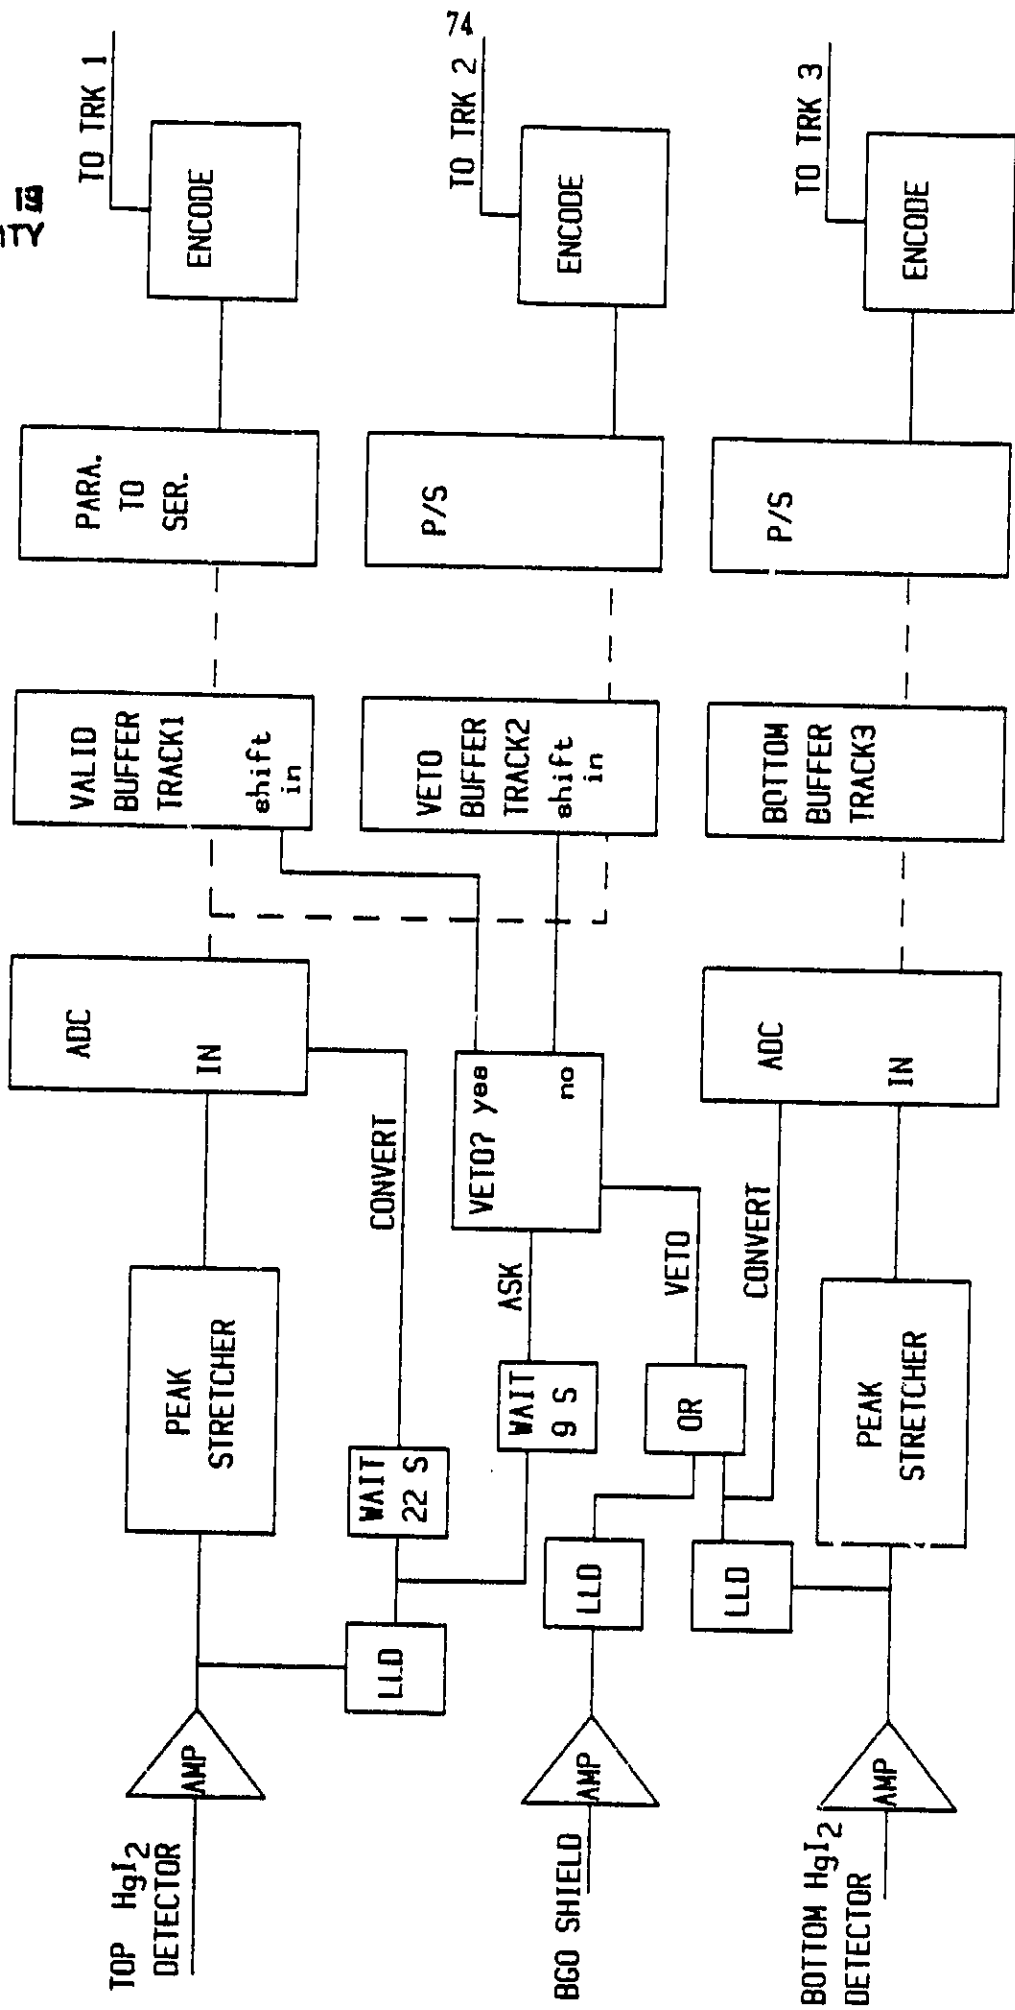 74
ITY
TOP HgI2
DETECTOR
AMP
PEAK
STRETCHER
ADC
IN
VALID
BUFFER
TRACK1
shift
in
PARA.
TO
SER.
ENCODE
TO TRK 1
LLD
WAIT
22 S
CONVERT
WAIT
9 S
ASK
VETO? yes
no
BGO SHIELD
AMP
LLD
OR
VETO
VETO
BUFFER
TRACK2
shift
in
P/S
ENCODE
TO TRK 2
BOTTOM HgI2
DETECTOR
AMP
LLD
CONVERT
PEAK
STRETCHER
ADC
IN
BOTTOM
BUFFER
TRACK3
P/S
ENCODE
TO TRK 3